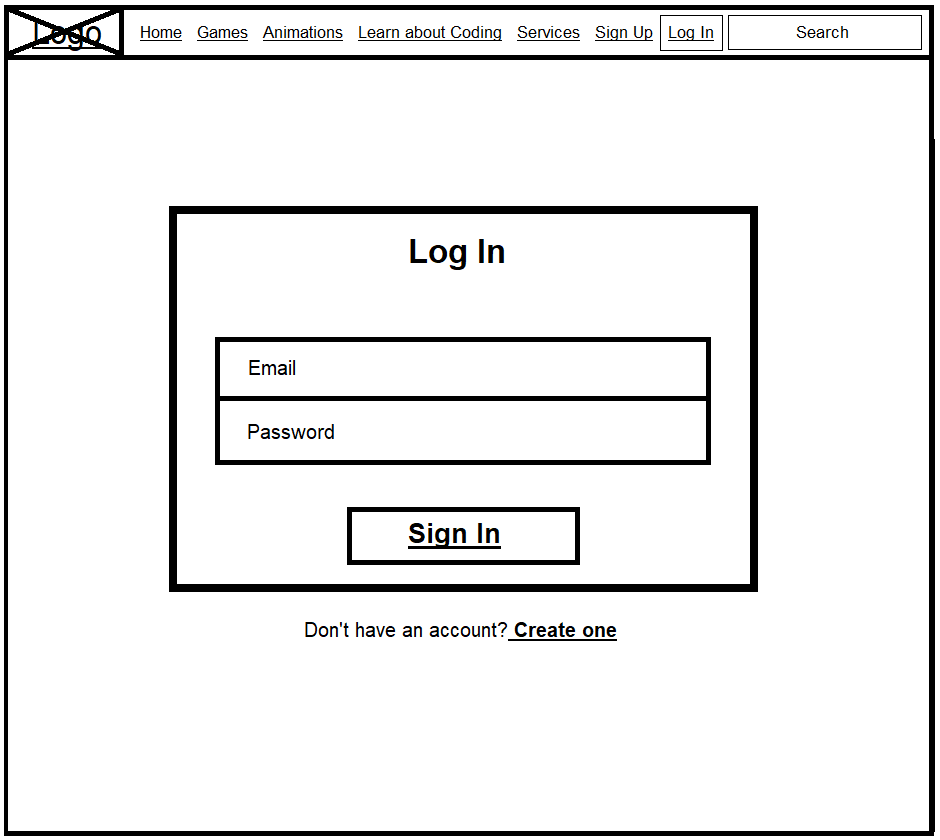 Logo Home Games Animations Learn about Coding Services Sign Up Log In Search
Log In
Email
Password
Sign In
Don't have an account? Create one